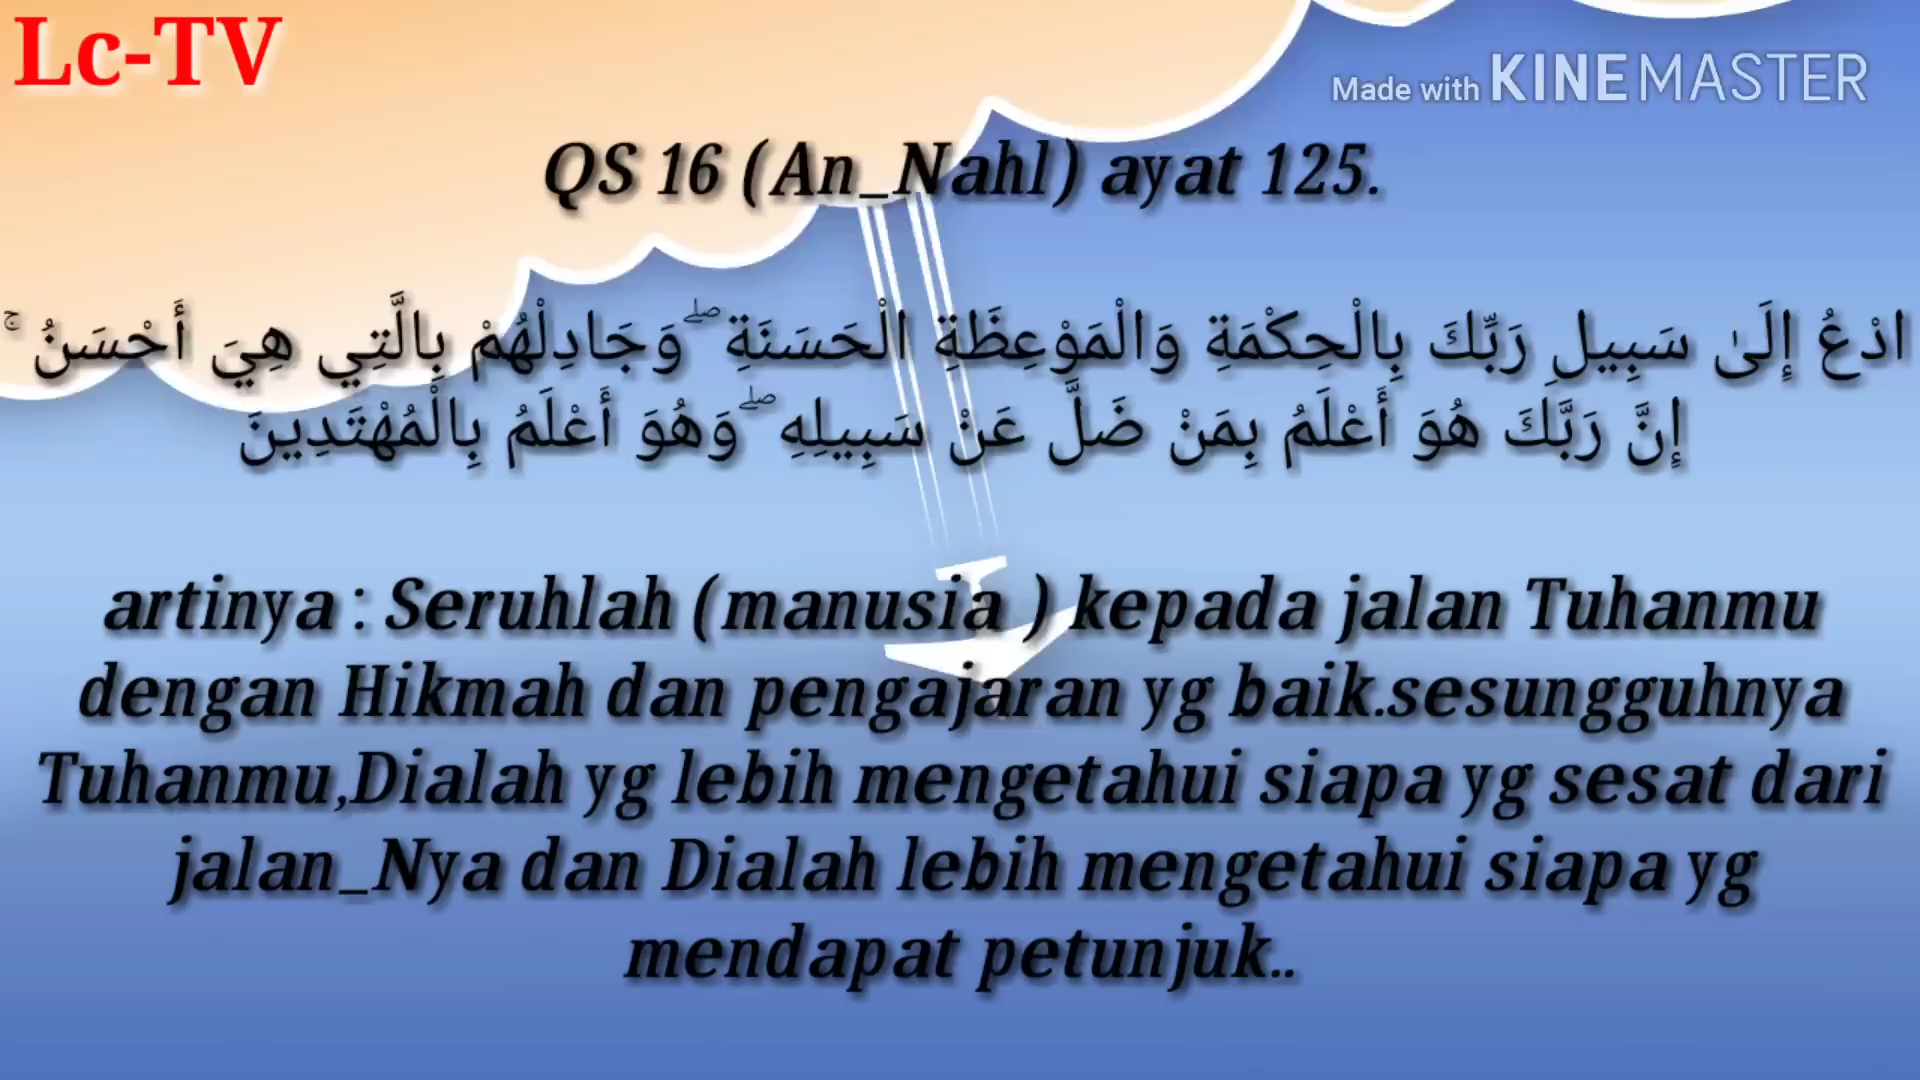 Lc-TV
Made with KINEMASTER
QS 16 (An_Nahl) ayat 125.
ادْعُ إِلَىٰ سَبِيلِ رَبِّكَ بِالْحِكْمَةِ وَالْمَوْعِظَةِ الْحَسَنَةِ ۖ وَجَادِلْهُمْ بِالَّتِي هِيَ أَحْسَنُ ۚ
إِنَّ رَبَّكَ هُوَ أَعْلَمُ بِمَنْ ضَلَّ عَنْ سَبِيلِهِ ۖ وَهُوَ أَعْلَمُ بِالْمُهْتَدِينَ
artinya : Seruhlah (manusia ) kepada jalan Tuhanmu
dengan Hikmah dan pengajaran yg baik.sesungguhnya
Tuhanmu,Dialah yg lebih mengetahui siapa yg sesat dari
jalan_Nya dan Dialah lebih mengetahui siapa yg
mendapat petunjuk..